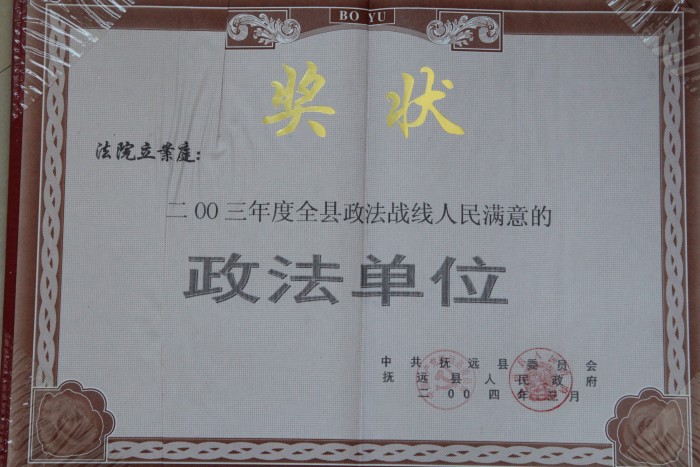 BO YU
奖状
法院立案庭：
二00三年度全县政法战线人民满意的
政法单位
中共抚远县委员会
抚远县人民政府
二00四年三月